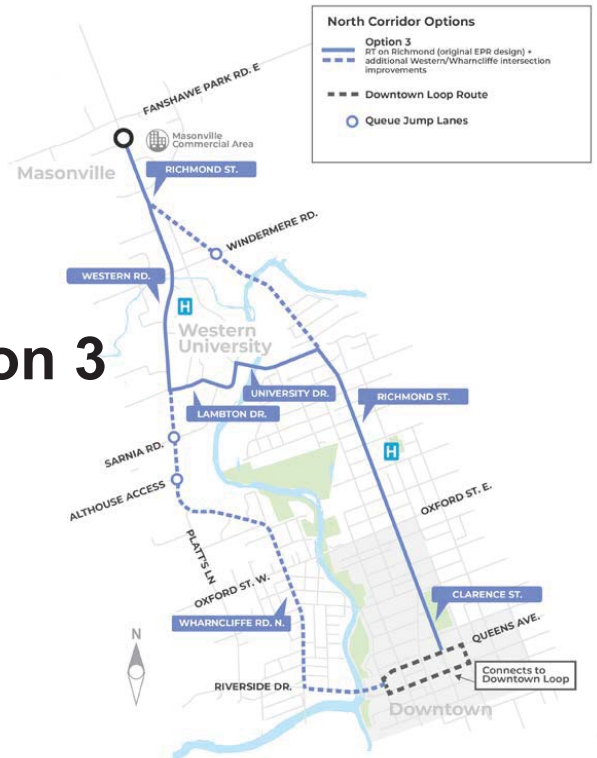 North Corridor Options
Option 3
RT on Richmond (original EPR design) +
additional Western/Wharncliffe intersection
improvements
Downtown Loop Route
Queue Jump Lanes
FANSHAWE PARK RD. E
Masonville
Commercial Area
Masonville
RICHMOND ST.
WINDERMERE RD.
WESTERN RD.
H
Western
University
on 3
UNIVERSITY DR.
LAMBTON DR.
RICHMOND ST.
SARNIA RD.
H
ALTHOUSE ACCESS
OXFORD ST. E.
PLATT'S LN
OXFORD ST. W.
CLARENCE ST.
WHARNCLIFFE RD. N.
QUEENS AVE.
N
RIVERSIDE DR.
Connects to
Downtown Loop
Downtown